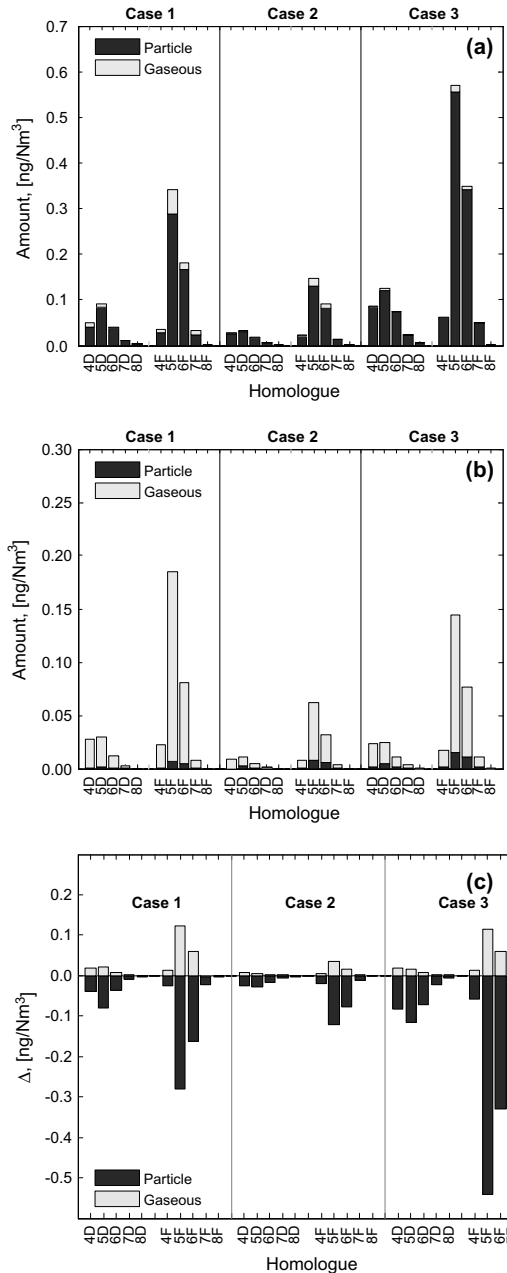 Case 1 Case 2 Case 3
(a)
Particle
Gaseous
0.7
0.6
0.5
0.4
0.3
0.2
0.1
0.0
Amount, [ng/Nm³]
4D 5D 6D 7D 8D 4F 5F 6F 7F 8F 4D 5D 6D 7D 8D 4F 5F 6F 7F 8F 4D 5D 6D 7D 8D 4F 5F 6F 7F 8F
Homologue
Case 1 Case 2 Case 3
(b)
Particle
Gaseous
0.30
0.25
0.20
0.15
0.10
0.05
0.00
Amount, [ng/Nm³]
4D 5D 6D 7D 8D 4F 5F 6F 7F 8F 4D 5D 6D 7D 8D 4F 5F 6F 7F 8F 4D 5D 6D 7D 8D 4F 5F 6F 7F 8F
Homologue
(c)
Case 1 Case 2 Case 3
0.2
0.1
0.0
-0.1
-0.2
-0.3
-0.4
-0.5
Δ, [ng/Nm³]
Particle
Gaseous
4D 5D 6D 7D 8D 4F 5F 6F 7F 8F 4D 5D 6D 7D 8D 4F 5F 6F 7F 8F 4D 5D 6D 7D 8D 4F 5F 6F 7F 8F
Homologue